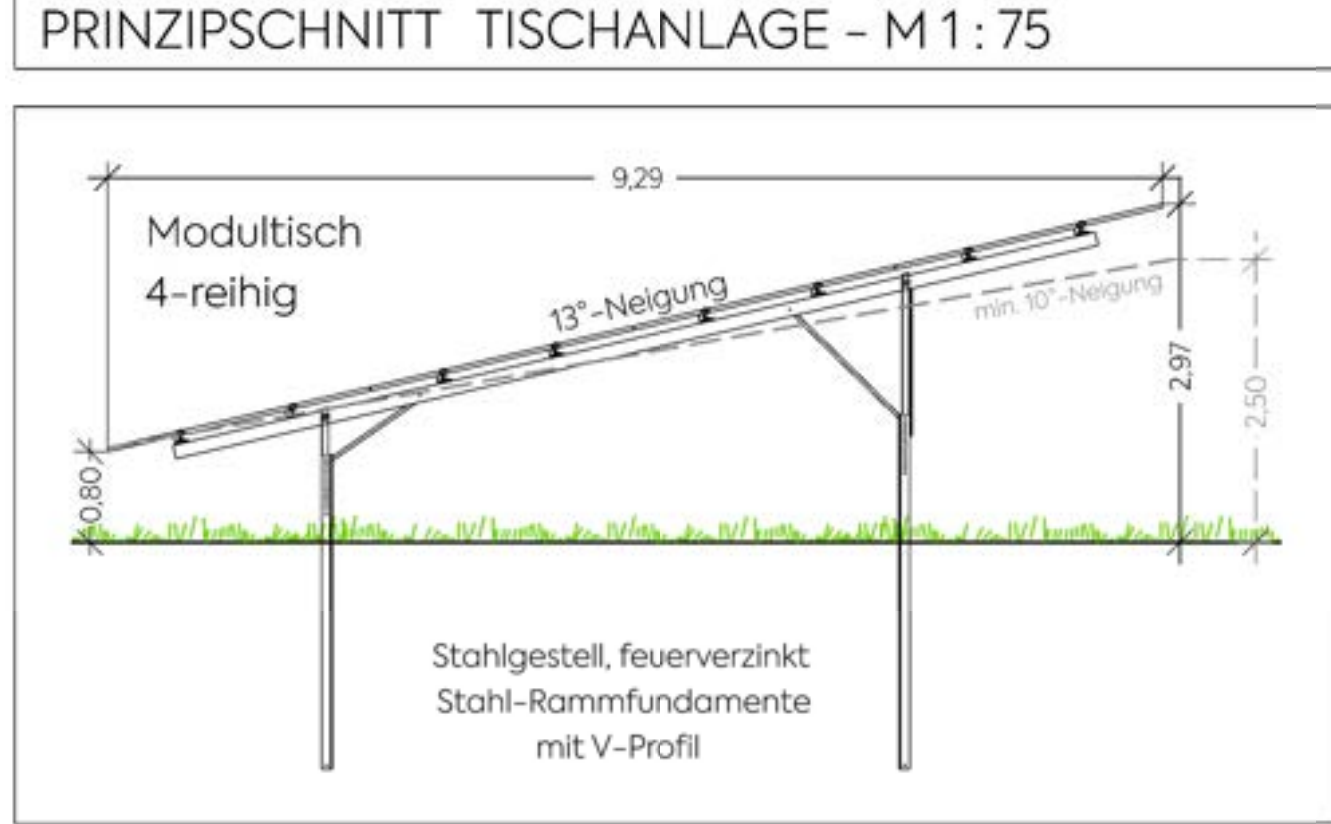 PRINZIPSCHNITT TISCHANLAGE - M 1 : 75
9,29
Modultisch
4-reihig
13°-Neigung
min. 10°-Neigung
2,97
2,50
0,80
Stahlgestell, feuerverzinkt
Stahl-Rammfundamente
mit V-Profil